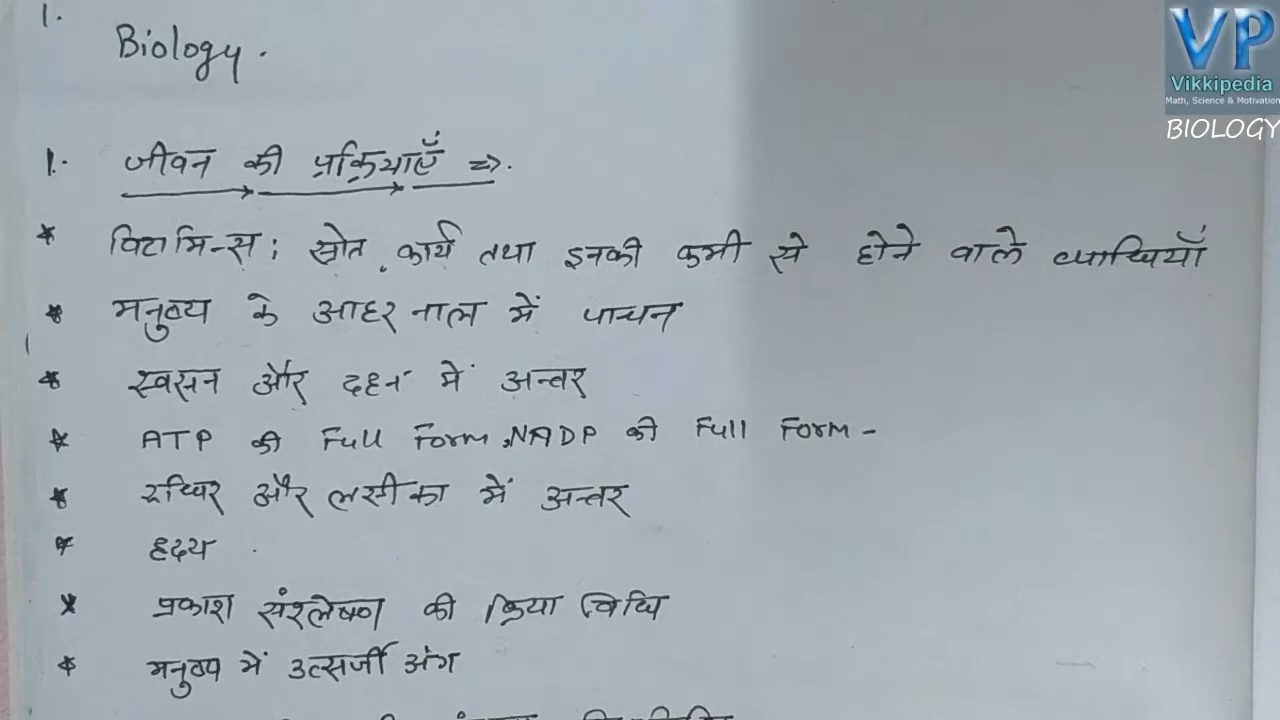 1.
Biology.
VP
Vikkipedia
Math, Science & Motivation
BIOLOGY
1. जीवन की प्रक्रियाएँ ⇒.
* विटामिन्स; स्रोत, कार्य तथा इनकी कमी से होने वाले व्याधियाँ
* मनुष्य के आहर नाल में पाचन
* स्वसन और दहन में अन्तर
* ATP की Full Form, NADP की Full Form -
* रूधिर और लसीका में अन्तर
* हृदय .
* प्रकाश संश्लेषण की क्रिया विधि
* मनुष्य में उत्सर्जी अंग